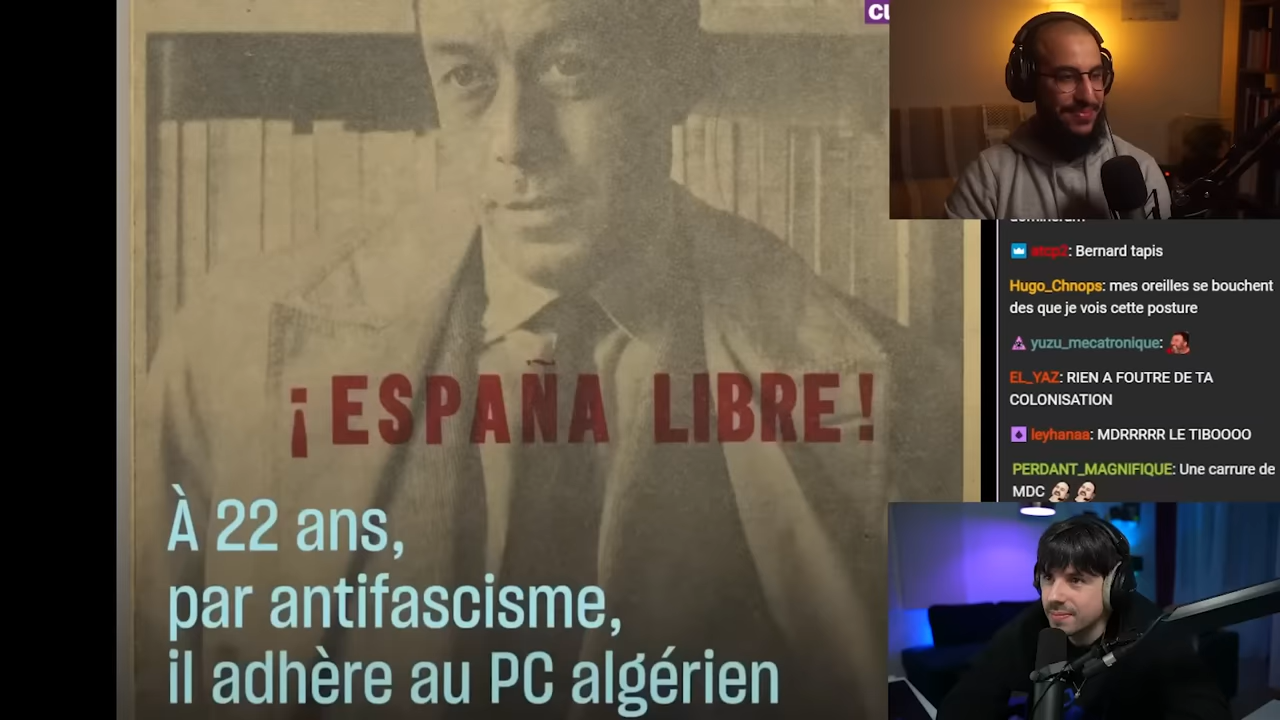 ¡ESPAÑA LIBRE!
À 22 ans,
par antifascisme,
il adhère au PC algérien
etcp2: Bernard tapis
Hugo_Chnops: mes oreilles se bouchent
des que je vois cette posture
yuzu_mecatronique:
EL_YAZ: RIEN A FOUTRE DE TA
COLONISATION
leyhanaa: MDRRRRR LE TIBOOOO
PERDANT_MAGNIFIQUE: Une carrure de
MDC